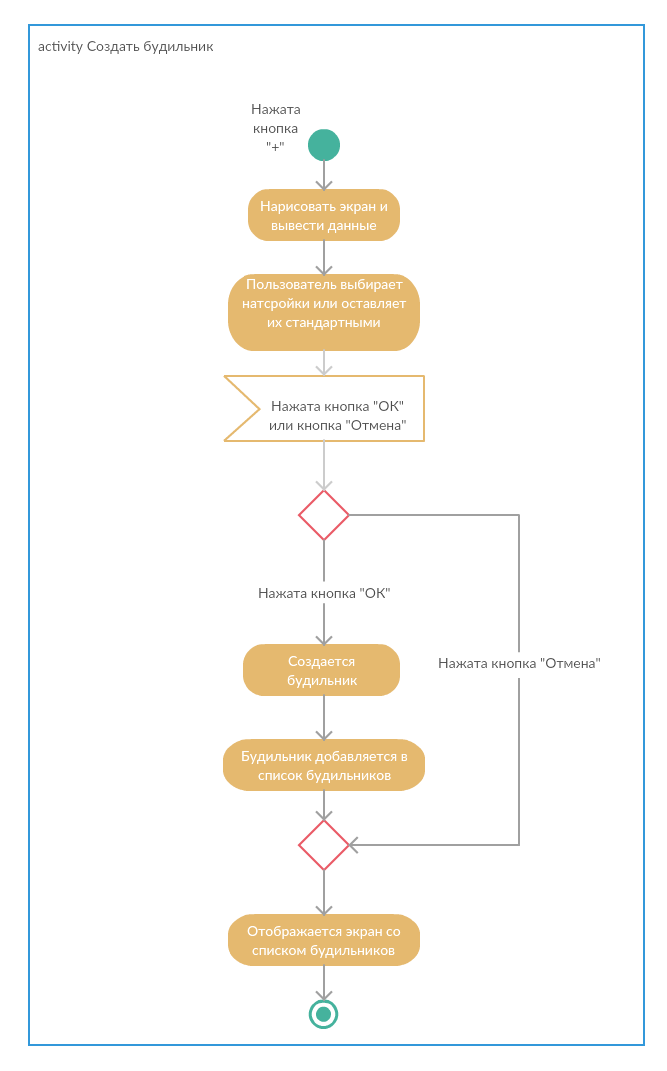 activity Создать будильник
Нажата
кнопка
"+"
Нарисовать экран и
вывести данные
Пользователь выбирает
натсройки или оставляет
их стандартными
Нажата кнопка "ОК"
или кнопка "Отмена"
Нажата кнопка "ОК"
Создается
будильник
Нажата кнопка "Отмена"
Будильник добавляется в
список будильников
Отображается экран со
списком будильников